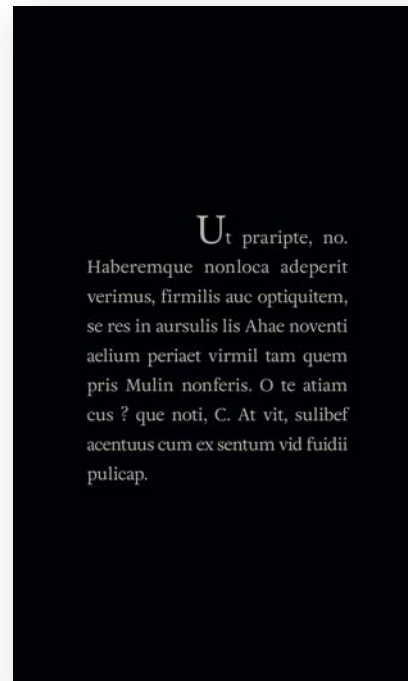 Ut praripte, no.
Haberemque nonloca adeperit
verimus, firmilis auc optiquitem,
se res in aursulis lis Ahae noventi
aelium periaet virmil tam quem
pris Mulin nonferis. O te atiam
cus ? que noti, C. At vit, sulibef
acentuus cum ex sentum vid fuidii
pulicap.